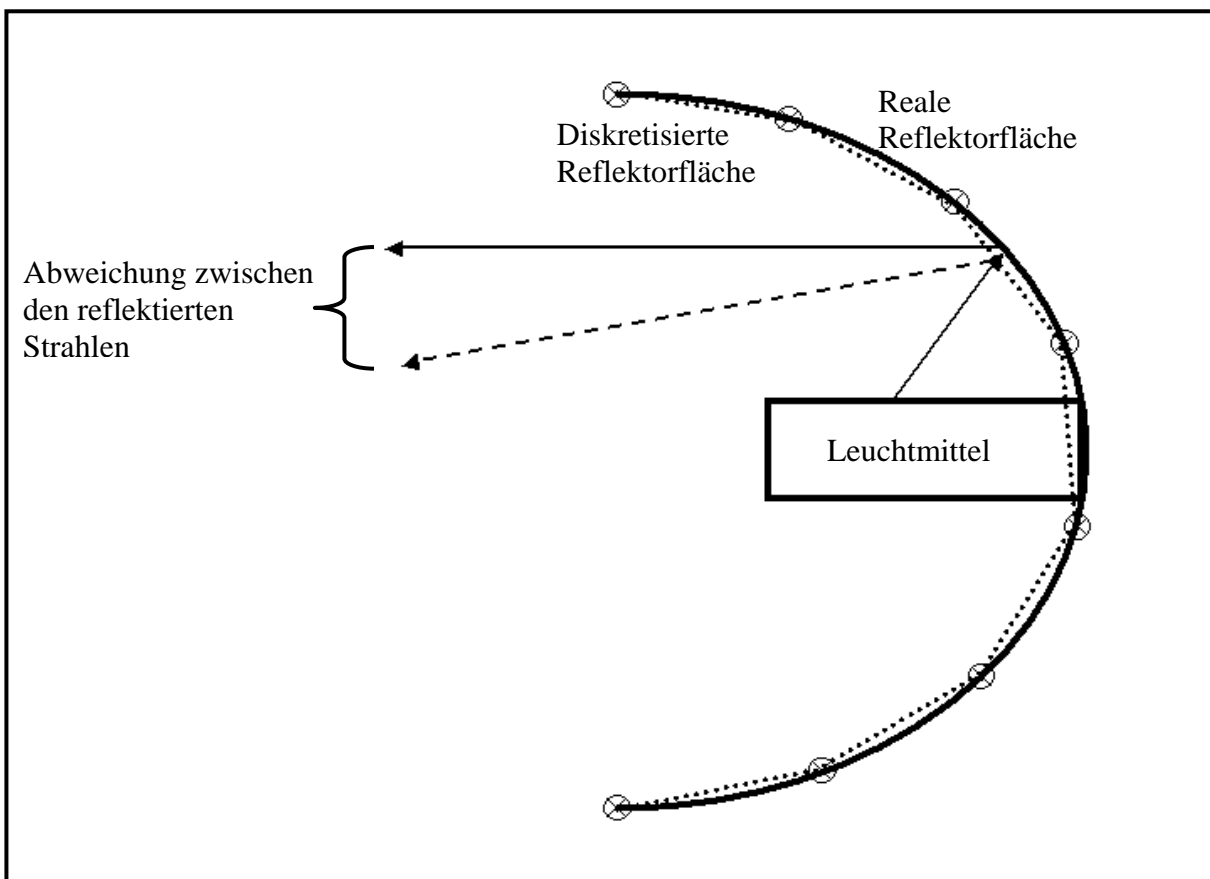 Reale
Reflektorfläche
Diskretisierte
Reflektorfläche
Abweichung zwischen
den reflektierten
Strahlen
Leuchtmittel